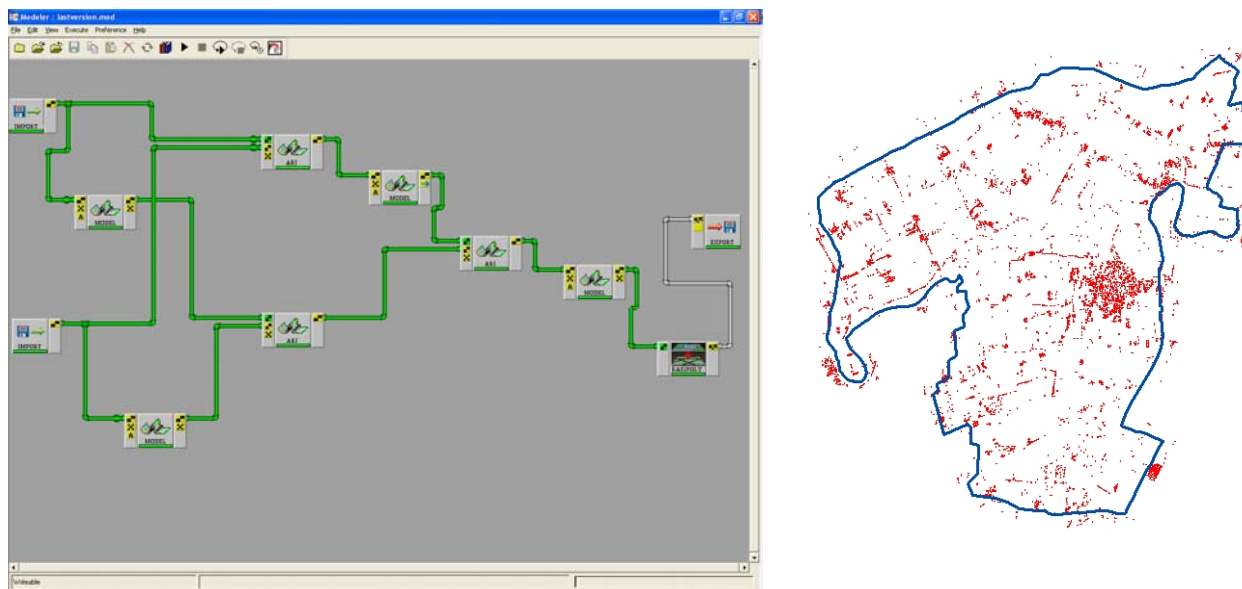 Modeler : lastversion.mod
File Edit View Execute Preference Help
IMPORT
ARI
MODEL
A
MODEL
A
EXPORT
ARI
MODEL
A
IMPORT
ARI
RAS2POLY
MODEL
A
Writeable